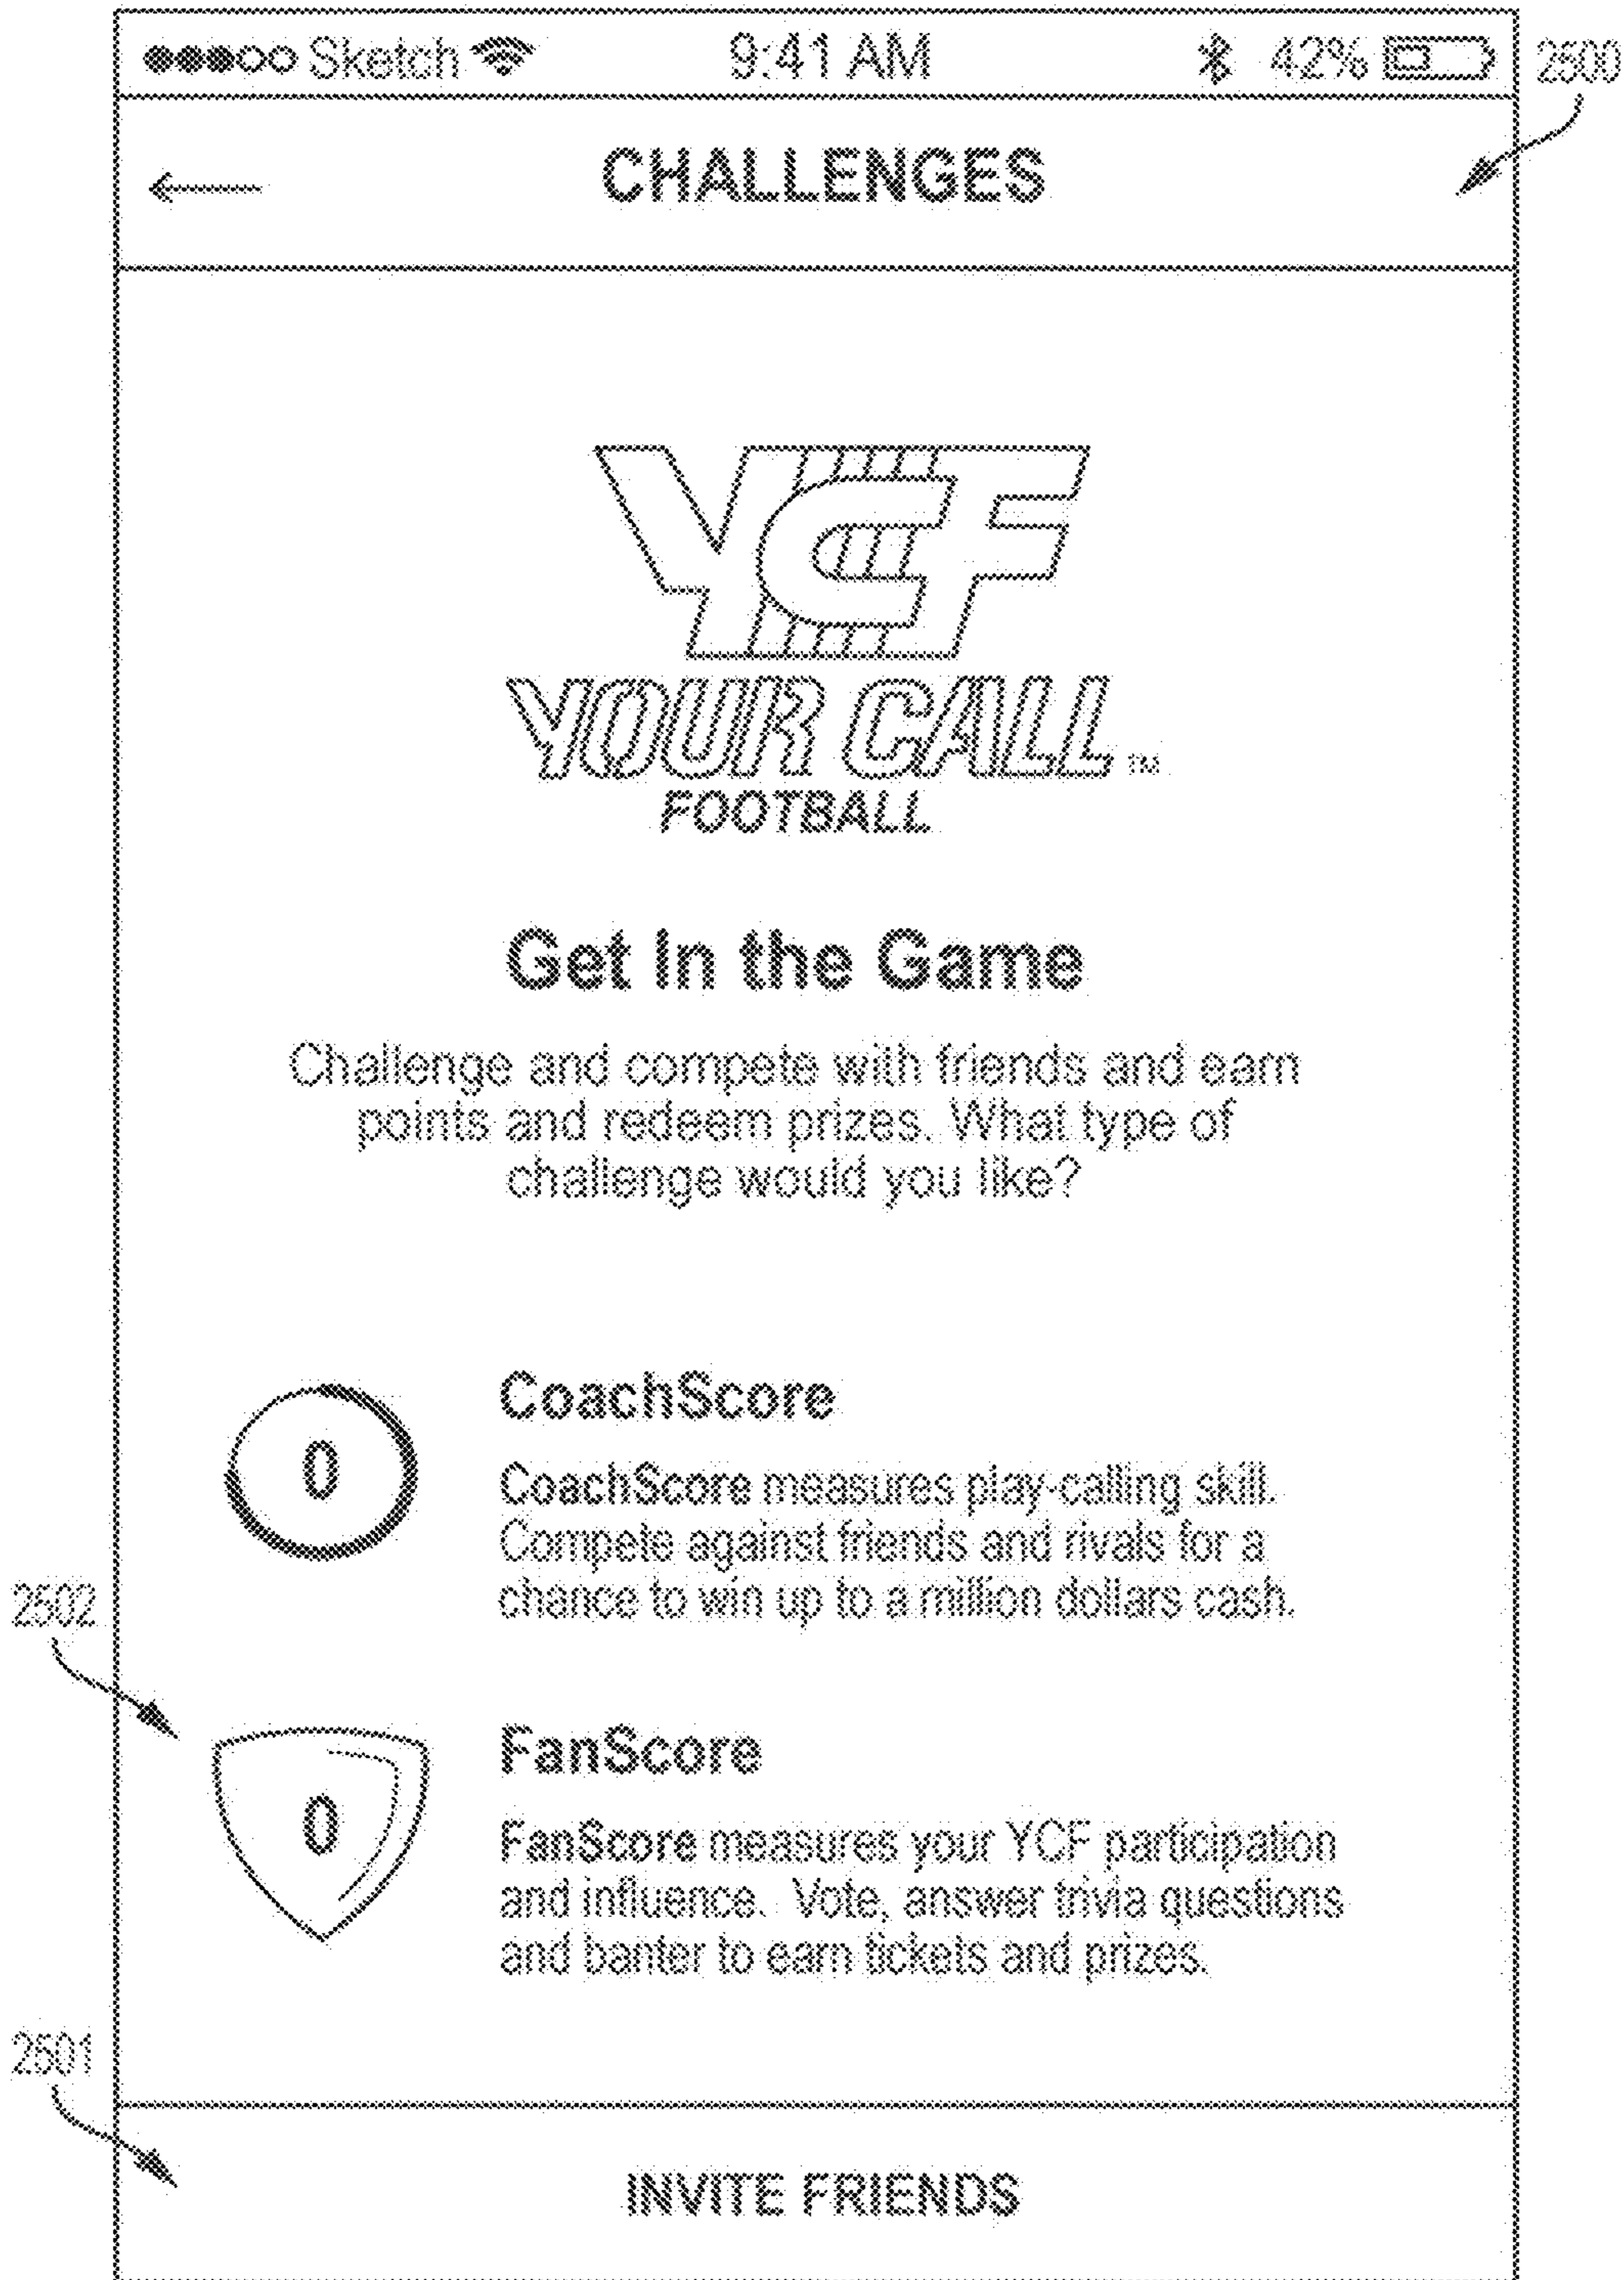 Sketch 9:41 AM 42% 2500
CHALLENGES
YCF
YOUR CALL TM
FOOTBALL
Get In the Game
Challenge and compete with friends and earn
points and redeem prizes. What type of
challenge would you like?
CoachScore
0
CoachScore measures play-calling skill.
Compete against friends and rivals for a
chance to win up to a million dollars cash.
2502
FanScore
0
FanScore measures your YCF participation
and influence. Vote, answer trivia questions
and banter to earn tickets and prizes.
2501
INVITE FRIENDS